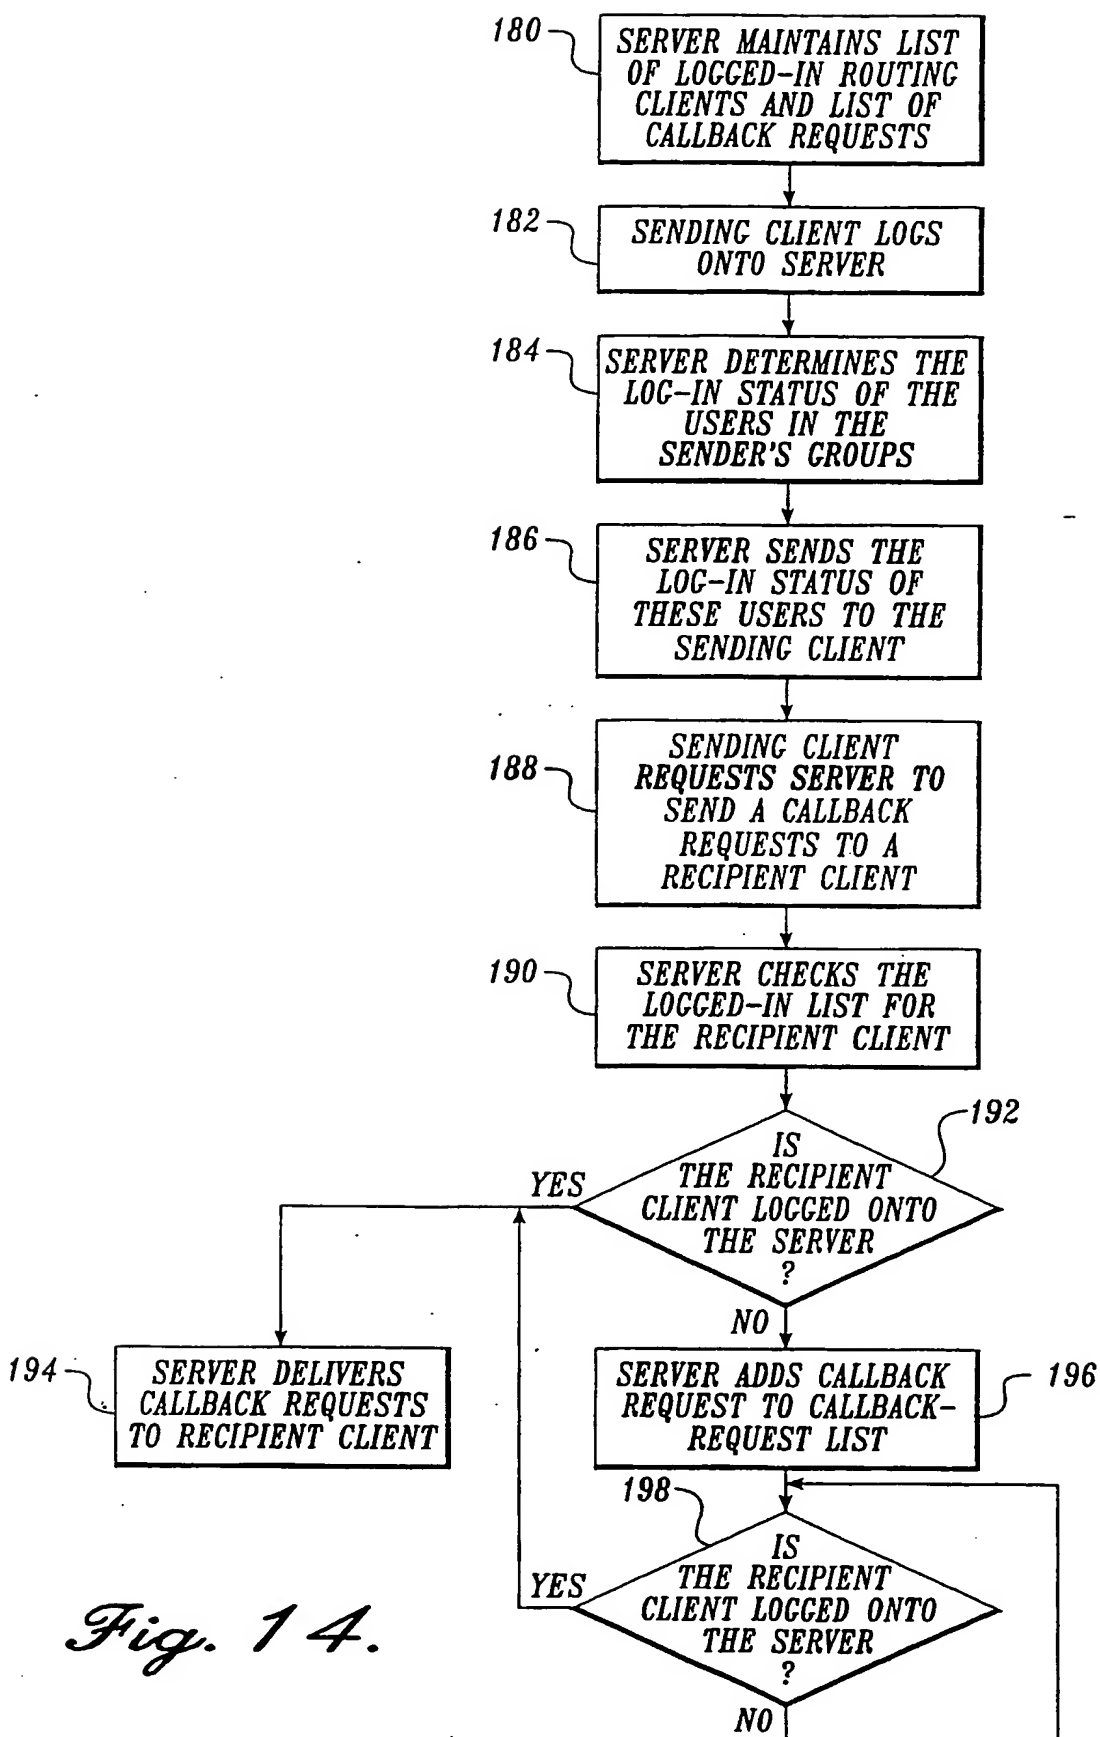 180
SERVER MAINTAINS LIST
OF LOGGED-IN ROUTING
CLIENTS AND LIST OF
CALLBACK REQUESTS
182
SENDING CLIENT LOGS
ONTO SERVER
184
SERVER DETERMINES THE
LOG-IN STATUS OF THE
USERS IN THE
SENDER'S GROUPS
186
SERVER SENDS THE
LOG-IN STATUS OF
THESE USERS TO THE
SENDING CLIENT
188
SENDING CLIENT
REQUESTS SERVER TO
SEND A CALLBACK
REQUESTS TO A
RECIPIENT CLIENT
190
SERVER CHECKS THE
LOGGED-IN LIST FOR
THE RECIPIENT CLIENT
192
IS
THE RECIPIENT
CLIENT LOGGED ONTO
THE SERVER
?
YES
NO
194
SERVER DELIVERS
CALLBACK REQUESTS
TO RECIPIENT CLIENT
196
SERVER ADDS CALLBACK
REQUEST TO CALLBACK-
REQUEST LIST
198
IS
THE RECIPIENT
CLIENT LOGGED ONTO
THE SERVER
?
YES
NO
Fig. 14.